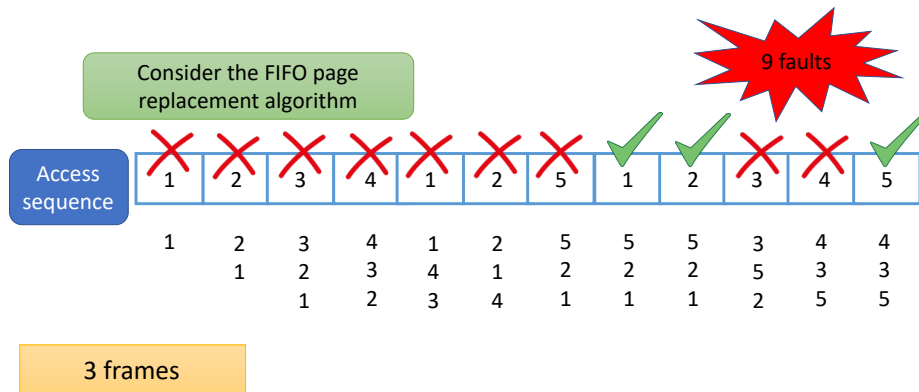 Consider the FIFO page
replacement algorithm
9 faults
Access
sequence
1 2 3 4 1 2 5 1 2 3 4 5
1 2 3 4 1 2 5 5 5 3 4 4
1 2 3 4 1 2 2 2 5 3 3
1 2 3 4 1 1 1 2 5 5
3 frames